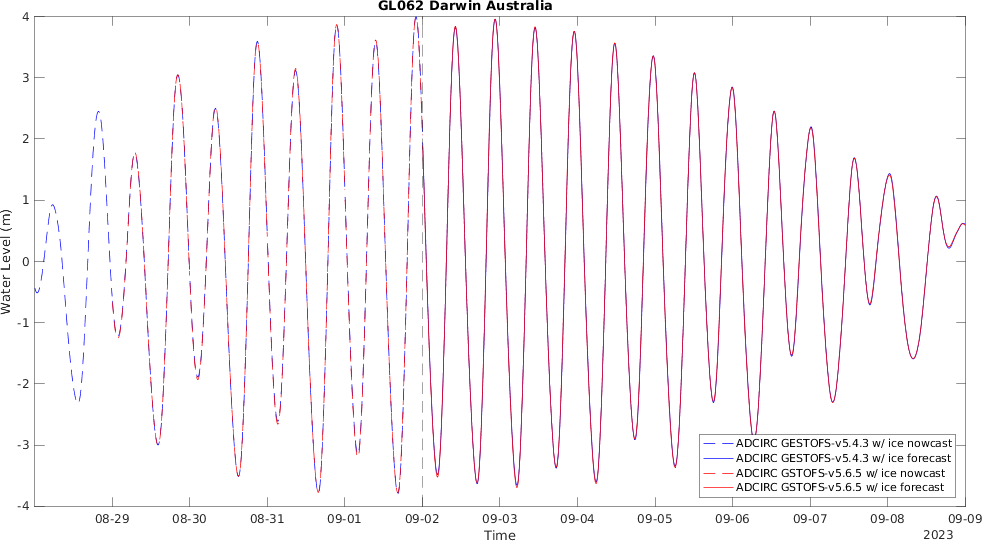 GL062 Darwin Australia
4
3
2
1
0
-1
-2
-3
-4
Water Level (m)
ADCIRC GESTOFS-v5.4.3 w/ ice nowcast
ADCIRC GESTOFS-v5.4.3 w/ ice forecast
ADCIRC GSTOFS-v5.6.5 w/ ice nowcast
ADCIRC GSTOFS-v5.6.5 w/ ice forecast
08-29 08-30 08-31 09-01 09-02 09-03 09-04 09-05 09-06 09-07 09-08 09-09
Time
2023